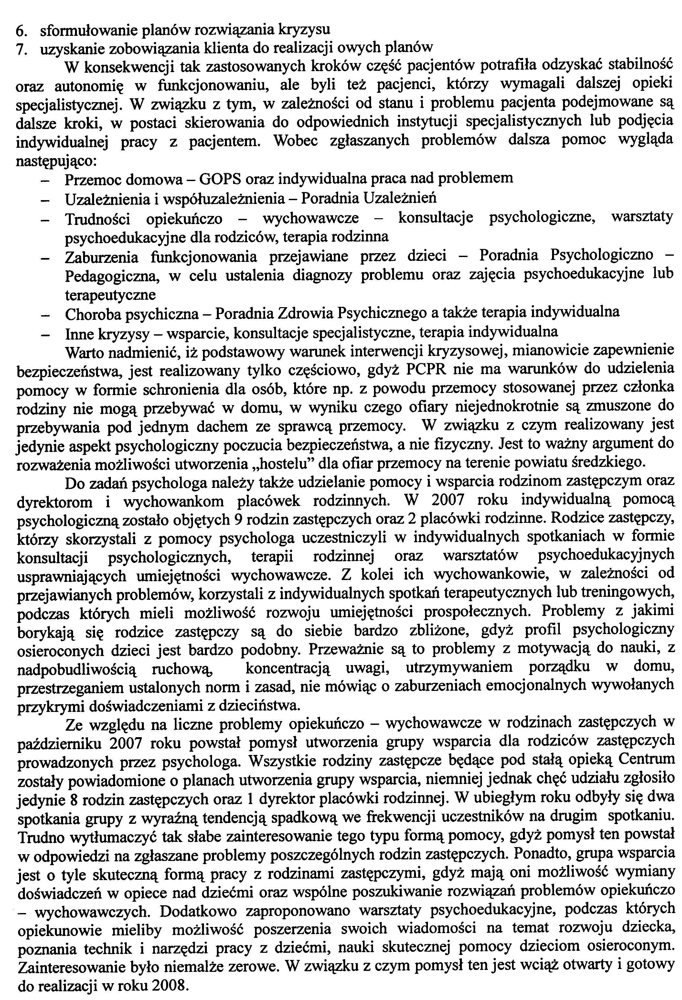 6. sformułowanie planów rozwiązania kryzysu
7. uzyskanie zobowiązania klienta do realizacji owych planów
W konsekwencji tak zastosowanych kroków część pacjentów potrafiła odzyskać stabilność
oraz autonomię w funkcjonowaniu, ale byli też pacjenci, którzy wymagali dalszej opieki
specjalistycznej. W związku z tym, w zależności od stanu i problemu pacjenta podejmowane są
dalsze kroki, w postaci skierowania do odpowiednich instytucji specjalistycznych lub podjęcia
indywidualnej pracy z pacjentem. Wobec zgłaszanych problemów dalsza pomoc wygląda
następująco:
– Przemoc domowa – GOPS oraz indywidualna praca nad problemem
– Uzależnienia i współuzależnienia – Poradnia Uzależnień
– Trudności opiekuńczo – wychowawcze – konsultacje psychologiczne, warsztaty
psychoedukacyjne dla rodziców, terapia rodzinna
– Zaburzenia funkcjonowania przejawiane przez dzieci – Poradnia Psychologiczno –
Pedagogiczna, w celu ustalenia diagnozy problemu oraz zajęcia psychoedukacyjne lub
terapeutyczne
– Choroba psychiczna – Poradnia Zdrowia Psychicznego a także terapia indywidualna
– Inne kryzysy – wsparcie, konsultacje specjalistyczne, terapia indywidualna
Warto nadmienić, iż podstawowy warunek interwencji kryzysowej, mianowicie zapewnienie
bezpieczeństwa, jest realizowany tylko częściowo, gdyż PCPR nie ma warunków do udzielenia
pomocy w formie schronienia dla osób, które np. z powodu przemocy stosowanej przez członka
rodziny nie mogą przebywać w domu, w wyniku czego ofiary niejednokrotnie są zmuszone do
przebywania pod jednym dachem ze sprawcą przemocy. W związku z czym realizowany jest
jedynie aspekt psychologiczny poczucia bezpieczeństwa, a nie fizyczny. Jest to ważny argument do
rozważenia możliwości utworzenia „hostelu” dla ofiar przemocy na terenie powiatu średzkiego.
Do zadań psychologa należy także udzielanie pomocy i wsparcia rodzinom zastępczym oraz
dyrektorom i wychowankom placówek rodzinnych. W 2007 roku indywidualną pomocą
psychologiczną zostało objętych 9 rodzin zastępczych oraz 2 placówki rodzinne. Rodzice zastępczy,
którzy skorzystali z pomocy psychologa uczestniczyli w indywidualnych spotkaniach w formie
konsultacji psychologicznych, terapii rodzinnej oraz warsztatów psychoedukacyjnych
usprawniających umiejętności wychowawcze. Z kolei ich wychowankowie, w zależności od
przejawianych problemów, korzystali z indywidualnych spotkań terapeutycznych lub treningowych,
podczas których mieli możliwość rozwoju umiejętności prospołecznych. Problemy z jakimi
borykają się rodzice zastępczy są do siebie bardzo zbliżone, gdyż profil psychologiczny
osieroconych dzieci jest bardzo podobny. Przeważnie są to problemy z motywacją do nauki, z
nadpobudliwością ruchową, koncentracją uwagi, utrzymywaniem porządku w domu,
przestrzeganiem ustalonych norm i zasad, nie mówiąc o zaburzeniach emocjonalnych wywołanych
przykrymi doświadczeniami z dzieciństwa.
Ze względu na liczne problemy opiekuńczo – wychowawcze w rodzinach zastępczych w
październiku 2007 roku powstał pomysł utworzenia grupy wsparcia dla rodziców zastępczych
prowadzonych przez psychologa. Wszystkie rodziny zastępcze będące pod stałą opieką Centrum
zostały powiadomione o planach utworzenia grupy wsparcia, niemniej jednak chęć udziału zgłosiło
jedynie 8 rodzin zastępczych oraz 1 dyrektor placówki rodzinnej. W ubiegłym roku odbyły się dwa
spotkania grupy z wyraźną tendencją spadkową we frekwencji uczestników na drugim spotkaniu.
Trudno wytłumaczyć tak słabe zainteresowanie tego typu formą pomocy, gdyż pomysł ten powstał
w odpowiedzi na zgłaszane problemy poszczególnych rodzin zastępczych. Ponadto, grupa wsparcia
jest o tyle skuteczną formą pracy z rodzinami zastępczymi, gdyż mają oni możliwość wymiany
doświadczeń w opiece nad dziećmi oraz wspólne poszukiwanie rozwiązań problemów opiekuńczo
– wychowawczych. Dodatkowo zaproponowano warsztaty psychoedukacyjne, podczas których
opiekunowie mieliby możliwość poszerzenia swoich wiadomości na temat rozwoju dziecka,
poznania technik i narzędzi pracy z dziećmi, nauki skutecznej pomocy dzieciom osieroconym.
Zainteresowanie było niemalże zerowe. W związku z czym pomysł ten jest wciąż otwarty i gotowy
do realizacji w roku 2008.